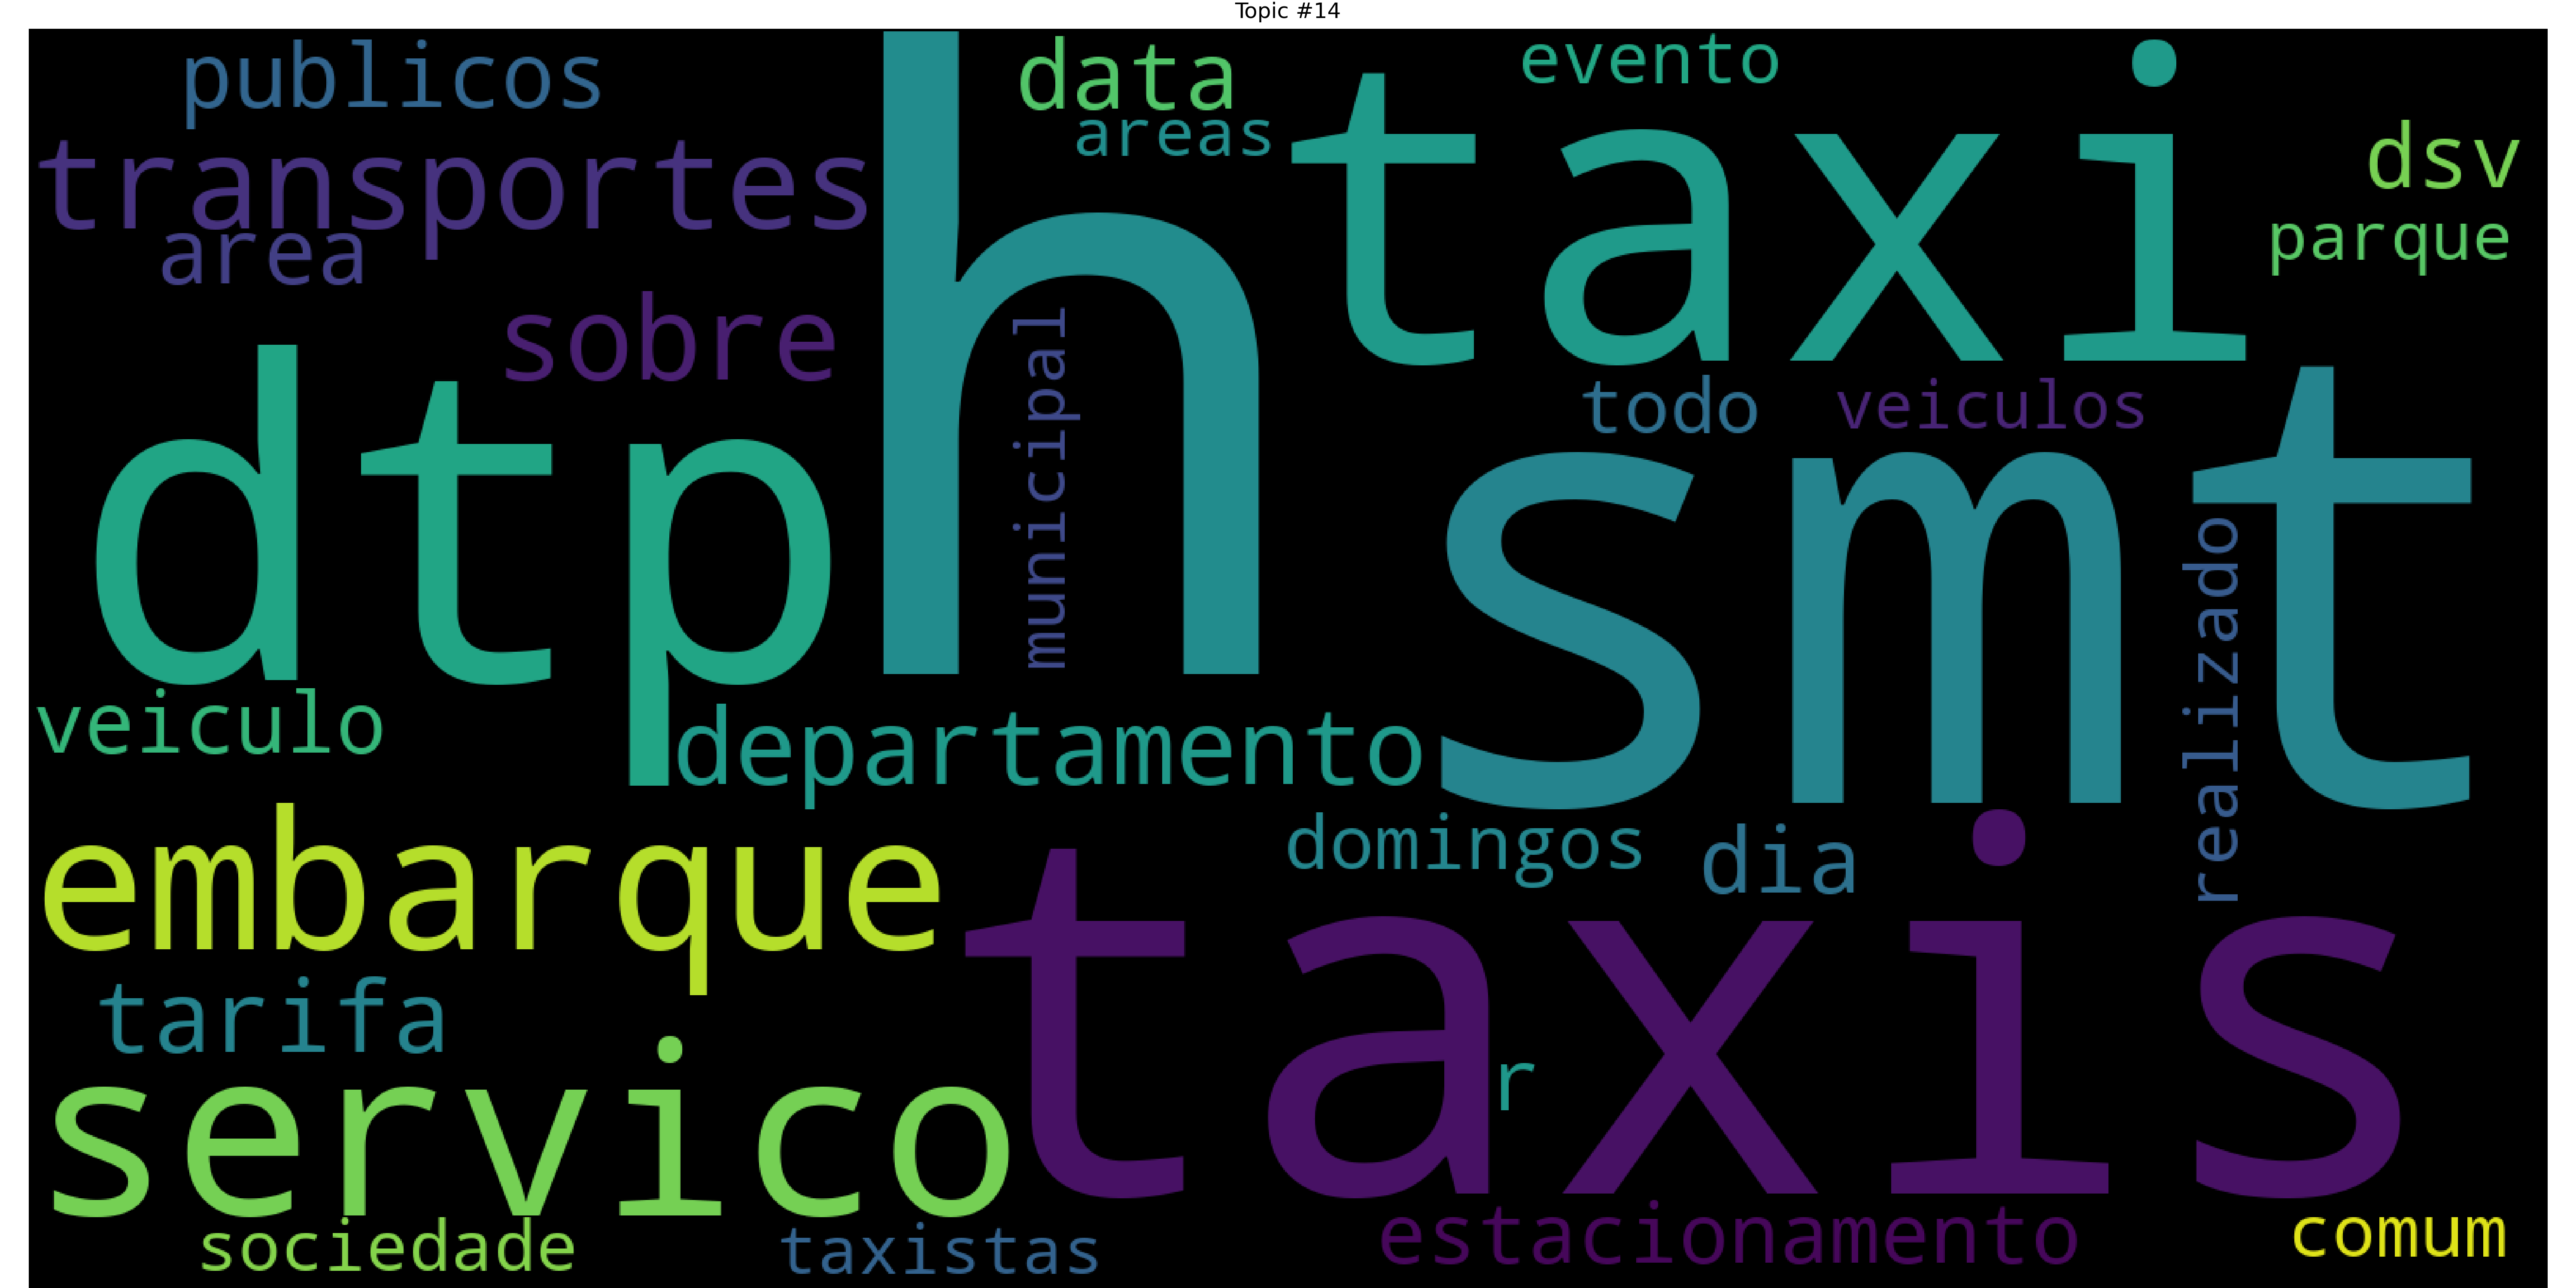 Topic #14
publicos
data
evento
areas
taxi
transportes
dsv
area
parque
h
sobre
municipal
todo
veiculos
dtp
smt
realizado
veiculo
departamento
embarque
domingos
dia
taxis
tarifa
servico
r
sociedade
taxistas
estacionamento
comum